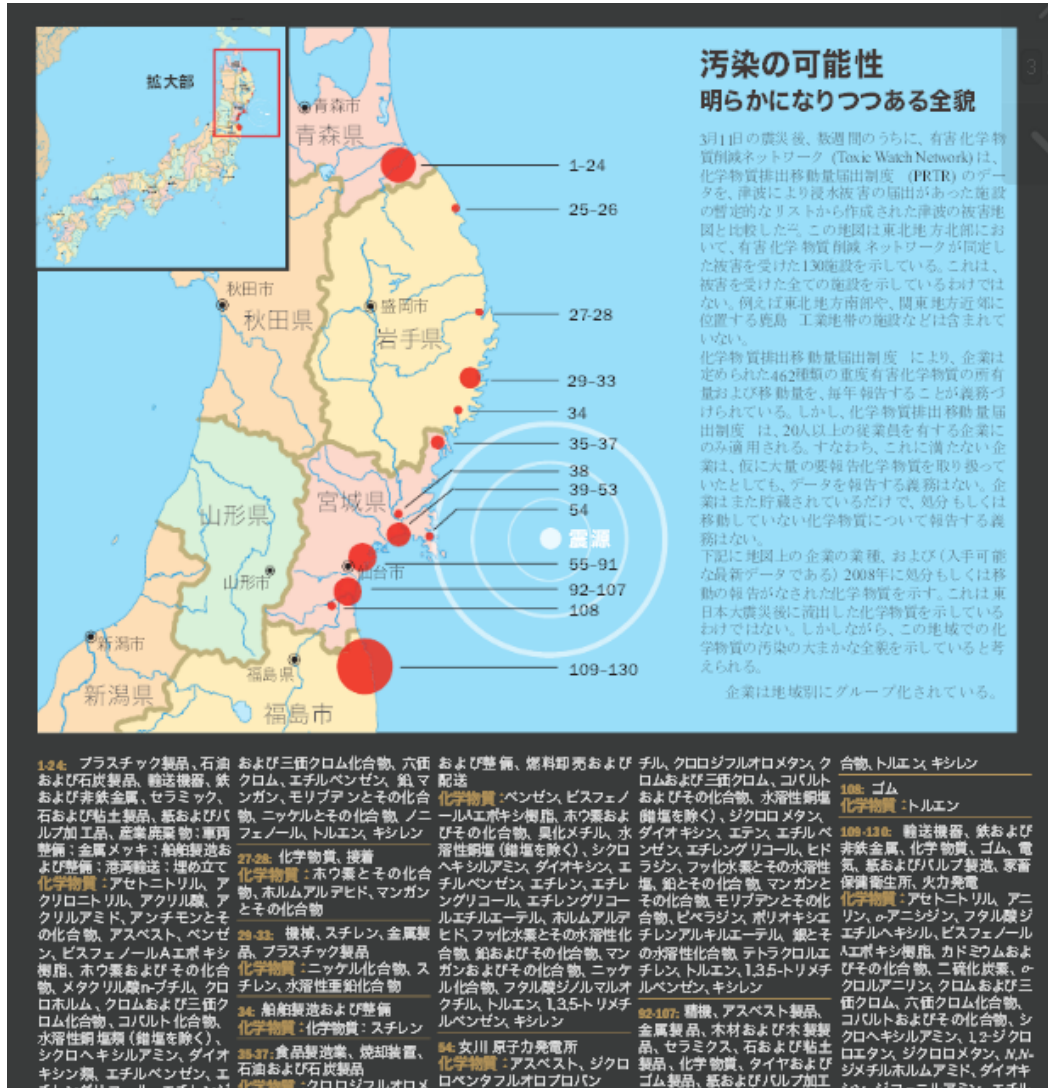 拡大部
青森市
青森県
秋田市
秋田県
盛岡市
岩手県
宮城県
山形県
山形市
仙台市
新潟市
新潟県
福島県
福島市
震源
1–24
25–26
27–28
29–33
34
35–37
38
39–53
54
55–91
92–107
108
109–130
3
汚染の可能性
明らかになりつつある全貌
3月11日の震災後、数週間のうちに、有害化学物
質削減ネットワーク (Toxic Watch Network) は、
化学物質排出移動量届出制度 (PRTR) のデー
タを、津波により浸水被害の届出があった施設
の暫定的なリストから作成された津波の被害地
図と比較した。この地図は東北地方北部にお
いて、有害化学物質削減ネットワークが同定し
た被害を受けた130施設を示している。これは、
被害を受けた全ての施設を示しているわけでは
ない。例えば東北地方南部や、関東地方近郊に
位置する鹿島 工業地帯の施設などは含まれて
いない。
化学物質排出移動量届出制度 により、企業は
定められた462種類の重度有害化学物質の所有
量および移動量を、毎年報告することが義務づ
けられている。しかし、化学物質排出移動量届
出制度 は、20人以上の従業員を有する企業に
のみ適用される。すなわち、これに満たない企
業は、仮に大量の要報告化学物質を取り扱って
いたとしても、データを報告する義務はない。企
業はまた貯蔵されているだけで、処分もしくは
移動していない化学物質について報告する義
務はない。
下記に地図上の企業の業種、および(入手可能
な最新データである) 2008年に処分もしくは移
動の報告がなされた化学物質を示す。これは東
日本大震災後に流出した化学物質を示している
わけではない。しかしながら、この地域での化
学物質の汚染の大まかな全貌を示していると考
えられる。
企業は地域別にグループ化されている。
1-24: プラスチック製品、石油
および石炭製品、輸送機器、鉄
および非鉄金属、セラミック、
石および粘土製品、紙およびパ
ルプ加工品、産業廃棄物:車両
整備:金属メッキ:船舶製造お
よび整備:港湾輸送:埋め立て
化学物質:アセトニトリル、ア
クリロニトリル、アクリル酸、ア
クリルアミド、アンチモンとそ
の化合物、アスベスト、ベンゼ
ン、ビスフェノールAエポキシ
樹脂、ホウ素およびその化合
物、メタクリル酸n-ブチル、クロ
ロホルム、クロムおよび三価ク
ロム化合物、コバルト化合物、
水溶性銅塩類(錯塩を除く)、
シクロヘキシルアミン、ダイオ
キシン類、エチルベンゼン、エ
および三価クロム化合物、六価
クロム、エチルベンゼン、鉛、マ
ンガン、モリブデンとその化合
物、ニッケルとその化合物、ノニ
フェノール、トルエン、キシレン
27-28: 化学物質、接着
化学物質:ホウ素とその化合
物、ホルムアルデヒド、マンガン
とその化合物
29-33: 機械、スチレン、金属製
品、プラスチック製品
化学物質:ニッケル化合物、ス
チレン、水溶性亜鉛化合物
34: 船舶製造および整備
化学物質:化学物質:スチレン
35-37:食品製造業、焼却装置、
石油および石炭製品
化学物質:クロロジフルオロメ
および整備、燃料卸売および
配送
化学物質:ベンゼン、ビスフェノ
ールAエポキシ樹脂、ホウ素およ
びその化合物、臭化メチル、水
溶性銅塩(錯塩を除く)、シクロ
ヘキシルアミン、ダイオキシン、エ
チルベンゼン、エチレン、エチレ
ングリコール、エチレングリコー
ルエチルエーテル、ホルムアルデ
ヒド、フッ化水素とその水溶性化
合物、鉛およびその化合物、マン
ガンおよびその化合物、ニッケ
ル化合物、フタル酸ジノルマルオ
クチル、トルエン、1,3,5-トリメチ
ルベンゼン、キシレン
54: 女川原子力発電所
化学物質:アスベスト、ジクロ
ロペンタフルオロプロパン
チル、クロロジフルオロメタン、ク
ロムおよび三価クロム、コバルト
およびその化合物、水溶性銅塩
(錯塩を除く)、ジクロロメタン、
ダイオキシン、エテン、エチルベ
ンゼン、エチレングリコール、ヒド
ラジン、フッ化水素とその水溶性
塩、鉛とその化合物、マンガンと
その化合物、モリブデンとその化
合物、ピペラジン、ポリオキシエ
チレンアルキルエーテル、銀とそ
の水溶性化合物、テトラクロルエ
チレン、トルエン、1,3,5-トリメチ
ルベンゼン、キシレン
92-107: 精機、アスベスト製品、
金属製品、木材および木製製
品、セラミクス、石および粘土
製品、化学物質、タイヤおよび
ゴム製品、紙およびパルプ加工
合物、トルエン、キシレン
108: ゴム
化学物質:トルエン
109-130: 輸送機器、鉄および
非鉄金属、化学物質、ゴム、電
気、紙およびパルプ製造、家畜
保健衛生所、火力発電
化学物質:アセトニトリル、アニ
リン、o-アニシジン、フタル酸ジ
エチルヘキシル、ビスフェノール
Aエポキシ樹脂、カドミウムおよ
びその化合物、二硫化炭素、o-
クロルアニリン、クロムおよび三
価クロム、六価クロム化合物、
コバルトおよびその化合物、シ
クロヘキシルアミン、1,2-ジクロ
ロエタン、ジクロロメタン、N,N-
ジメチルホルムアミド、ダイオキ